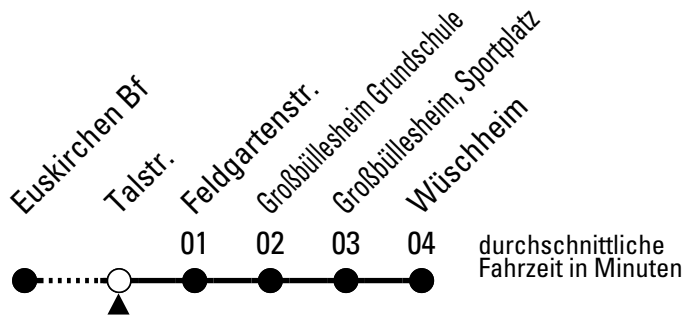 Euskirchen Bf
Talstr.
Feldgartenstr.
Großbüllesheim Grundschule
Großbüllesheim, Sportplatz
Wüschheim
01 02 03 04
durchschnittliche
Fahrzeit in Minuten